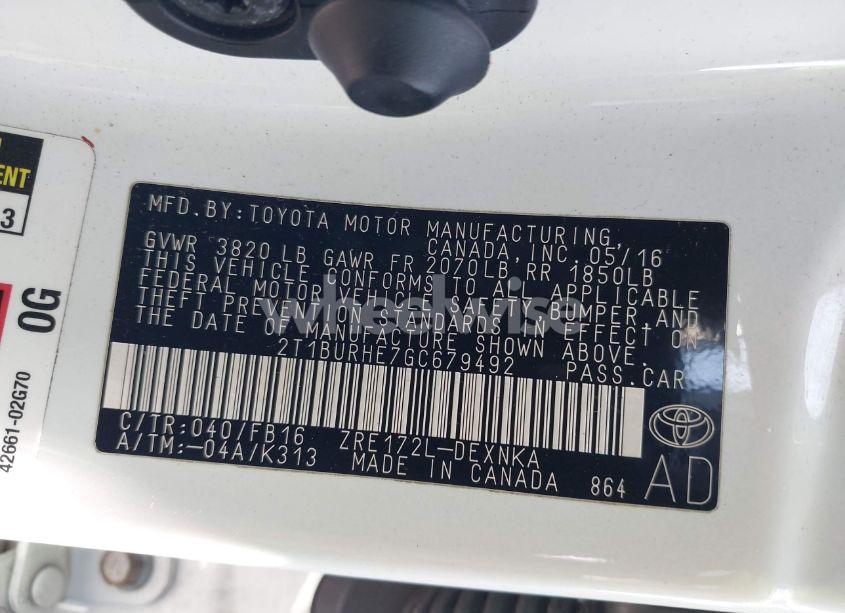 MFD.BY:TOYOTA MOTOR MANUFACTURING,
CANADA, INC. 05/16
GVWR 3820 LB GAWR FR 2070LB RR 1850LB
THIS VEHICLE CONFORMS TO ALL APPLICABLE
FEDERAL MOTOR VEHICLE SAFETY BUMPER AND
THEFT PREVENTION STANDARDS IN EFFECT ON
THE DATE OF MANUFACTURE SHOWN ABOVE.
2T1BURHE7GC679492 PASS.CAR
C/TR:040/FB16 ZRE172L-DEXNKA
A/TM:-04A/K313 MADE IN CANADA 864 AD
wheelwise
ENT
3
0G
42661-02G70